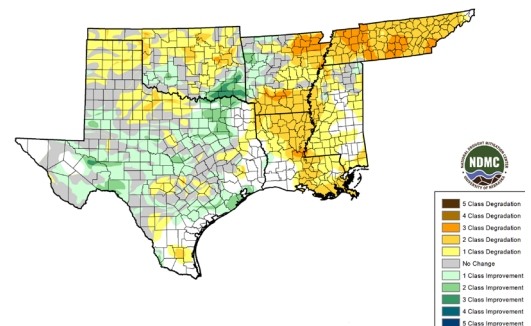 NATIONAL DROUGHT MITIGATION CENTER
NDMC
UNIVERSITY OF NEBRASKA
5 Class Degradation
4 Class Degradation
3 Class Degradation
2 Class Degradation
1 Class Degradation
No Change
1 Class Improvement
2 Class Improvement
3 Class Improvement
4 Class Improvement
5 Class Improvement